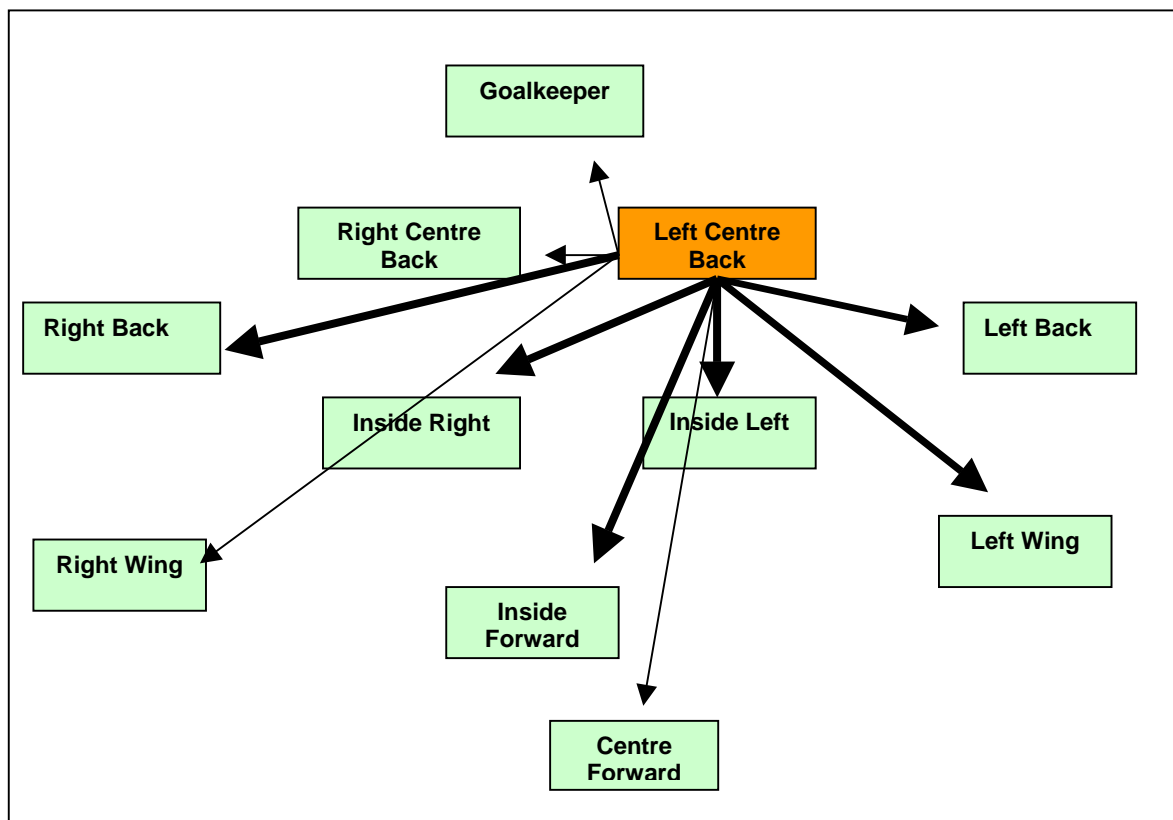 Goalkeeper
Right Centre
Back
Left Centre
Back
Right Back
Left Back
Inside Right
Inside Left
Right Wing
Left Wing
Inside
Forward
Centre
Forward